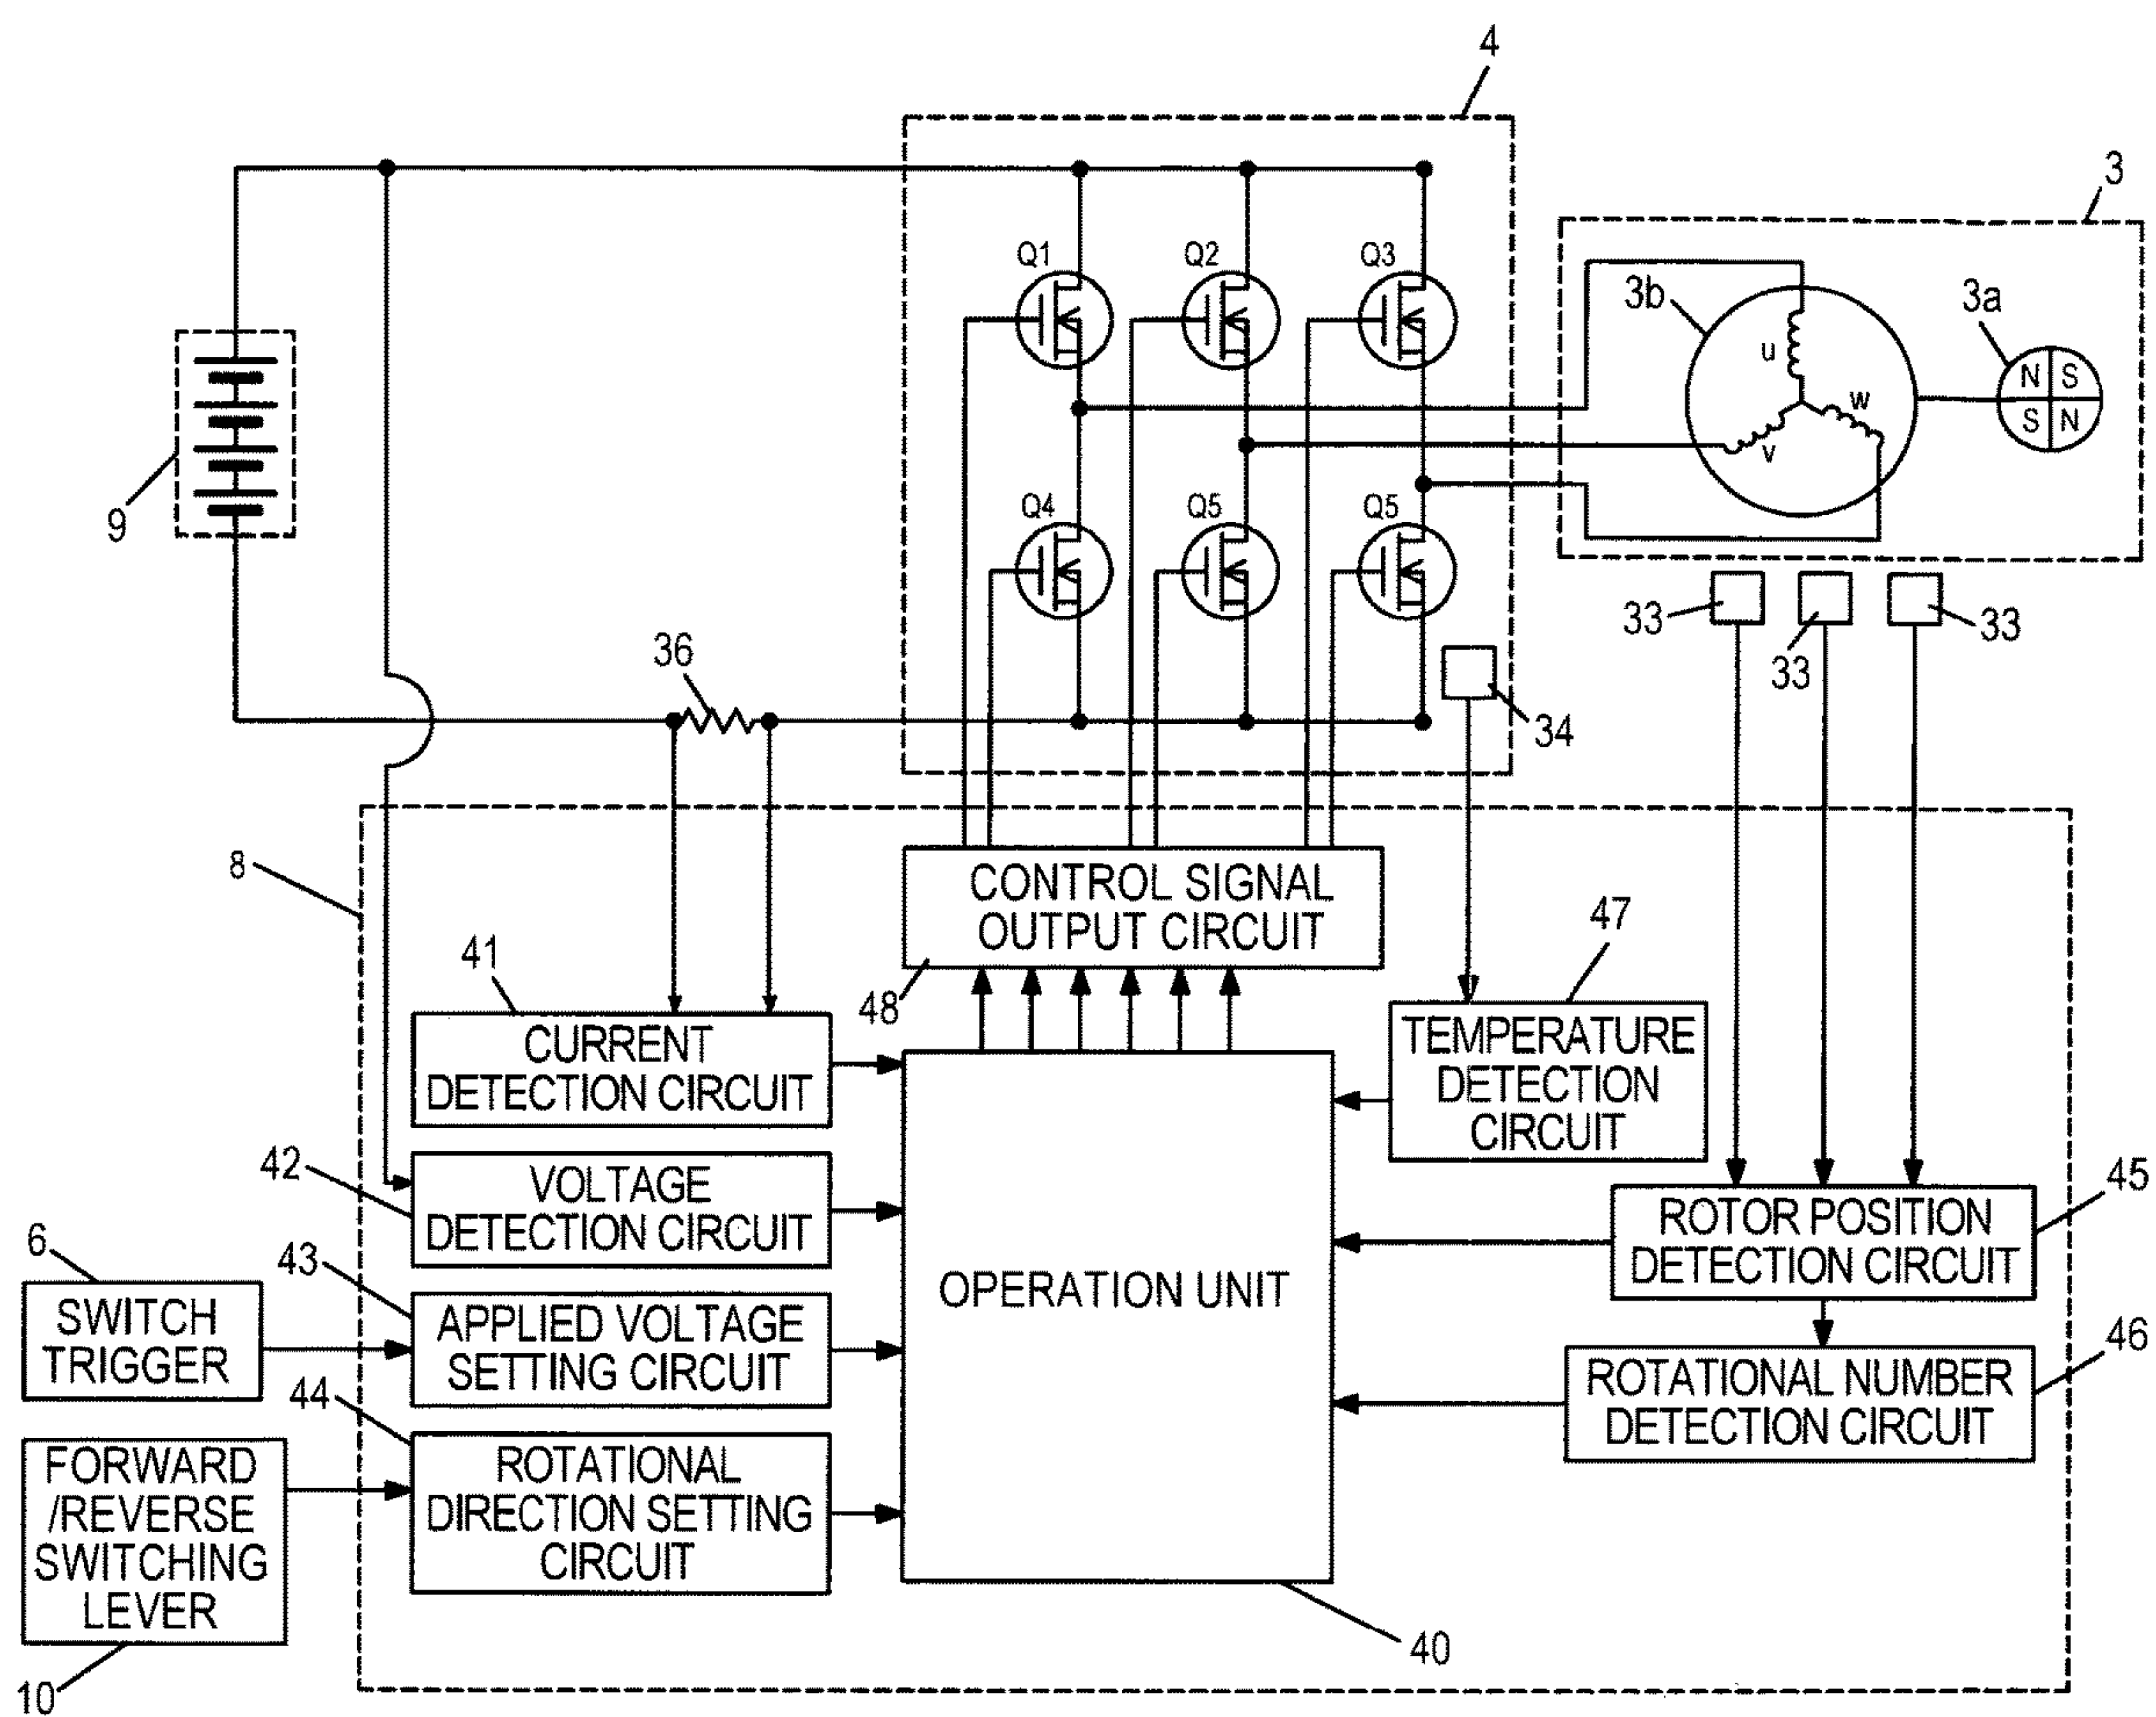 4
3
Q1
Q2
Q3
3b
3a
u
N
S
w
S
N
v
9
Q4
Q5
Q5
33
33
33
36
34
8
CONTROL SIGNAL
OUTPUT CIRCUIT
47
41
48
CURRENT
DETECTION CIRCUIT
TEMPERATURE
DETECTION
CIRCUIT
42
VOLTAGE
DETECTION CIRCUIT
45
ROTOR POSITION
DETECTION CIRCUIT
6
43
SWITCH
TRIGGER
APPLIED VOLTAGE
SETTING CIRCUIT
OPERATION UNIT
46
ROTATIONAL NUMBER
DETECTION CIRCUIT
44
FORWARD
/REVERSE
SWITCHING
LEVER
ROTATIONAL
DIRECTION SETTING
CIRCUIT
40
10